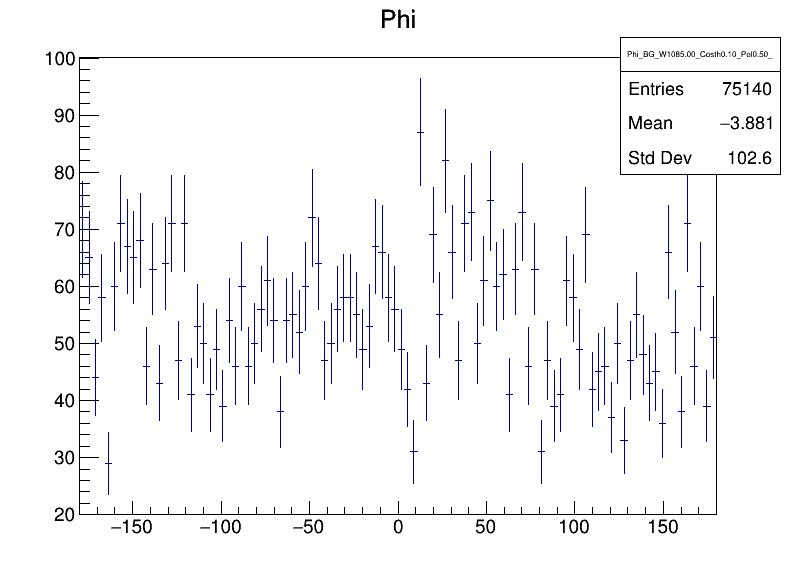 Phi
Phi_BG_W1085.00_Costh0.10_Pol0.50_
Entries 75140
Mean −3.881
Std Dev 102.6
100
90
80
70
60
50
40
30
20
−150 −100 −50 0 50 100 150